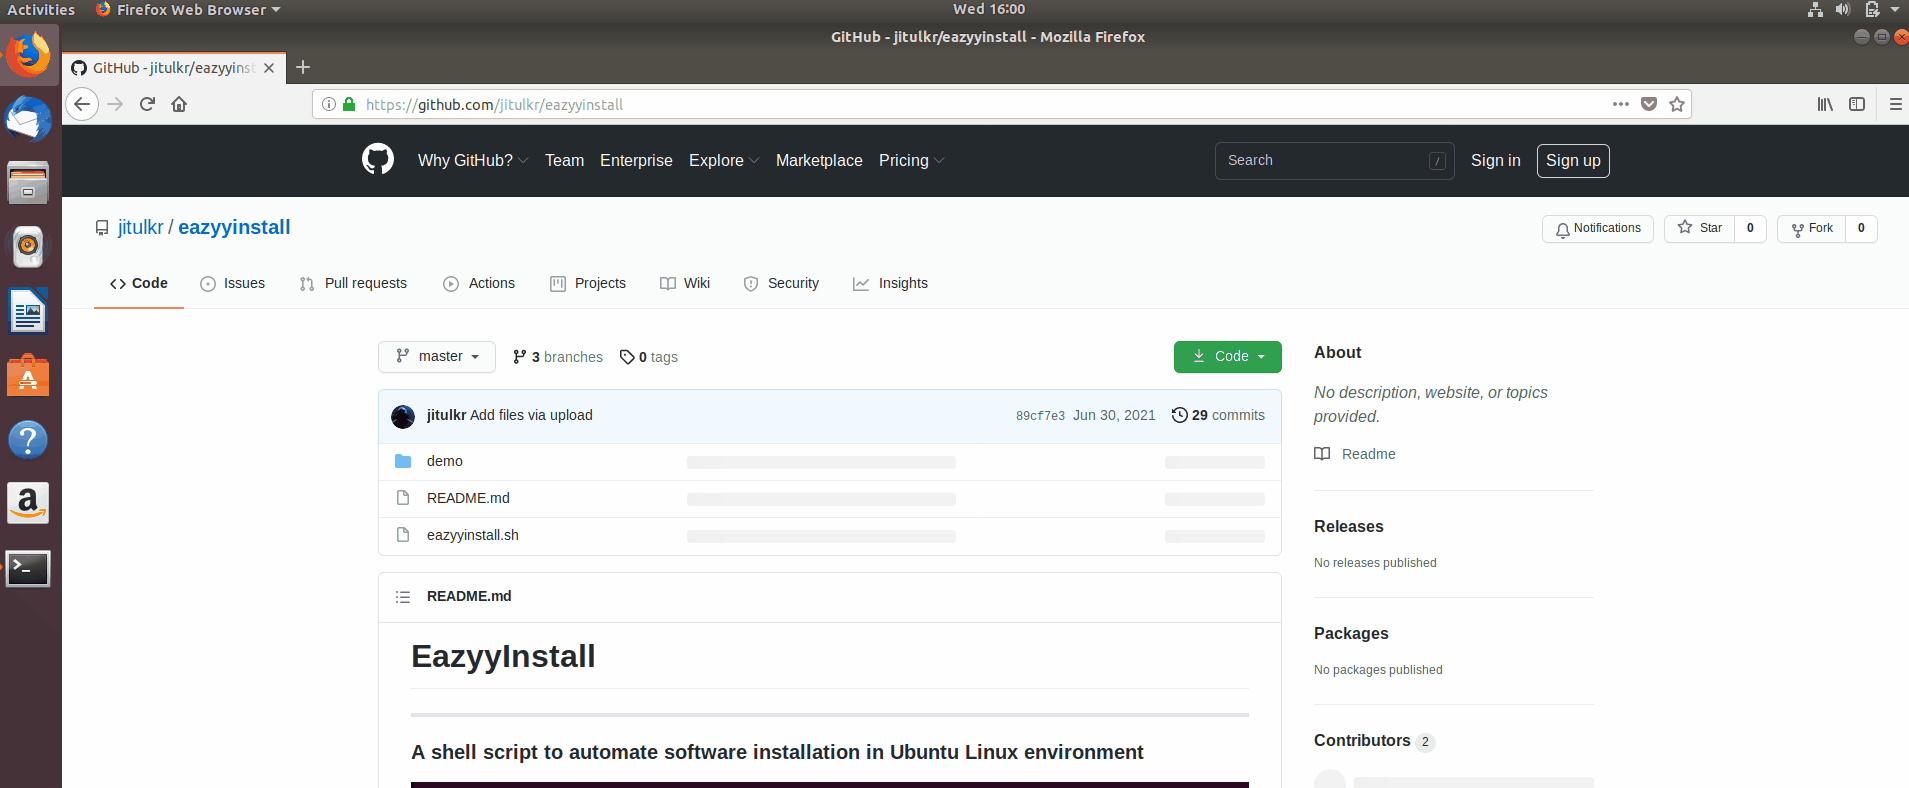 Activities Firefox Web Browser Wed 16:00
GitHub - jitulkr/eazyyinstall - Mozilla Firefox
GitHub - jitulkr/eazyyinst
https://github.com/jitulkr/eazyyinstall
Why GitHub? Team Enterprise Explore Marketplace Pricing Search / Sign in Sign up
jitulkr / eazyyinstall Notifications Star 0 Fork 0
Code Issues Pull requests Actions Projects Wiki Security Insights
master 3 branches 0 tags Code
jitulkr Add files via upload 89cf7e3 Jun 30, 2021 29 commits
demo
README.md
eazyyinstall.sh
README.md
EazyyInstall
A shell script to automate software installation in Ubuntu Linux environment
About
No description, website, or topics
provided.
Readme
Releases
No releases published
Packages
No packages published
Contributors 2